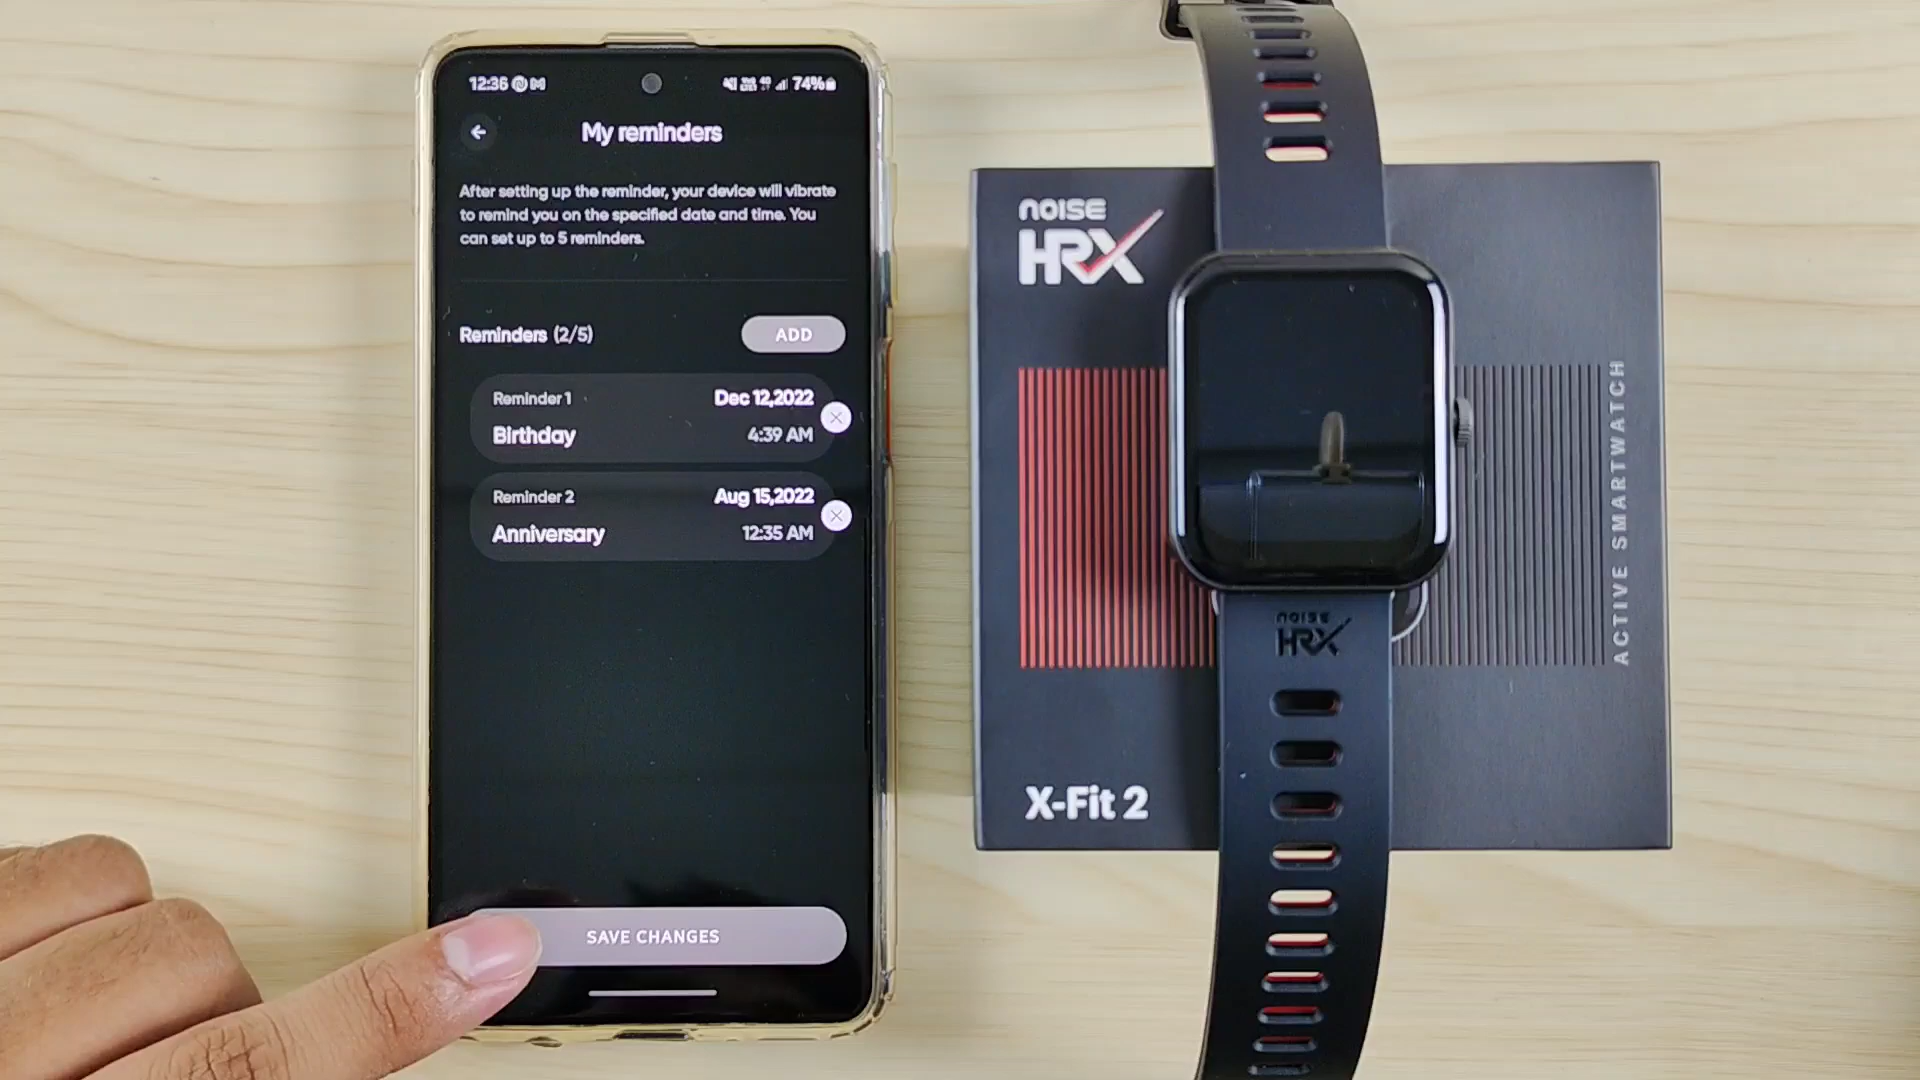 12:36
74%
My reminders
After setting up the reminder, your device will vibrate
to remind you on the specified date and time. You
can set up to 5 reminders.
Reminders (2/5)
ADD
Reminder 1
Dec 12,2022
Birthday
4:39 AM
Reminder 2
Aug 15,2022
Anniversary
12:35 AM
SAVE CHANGES
noise
HRX
ACTIVE SMARTWATCH
X-Fit 2
noise
HRX